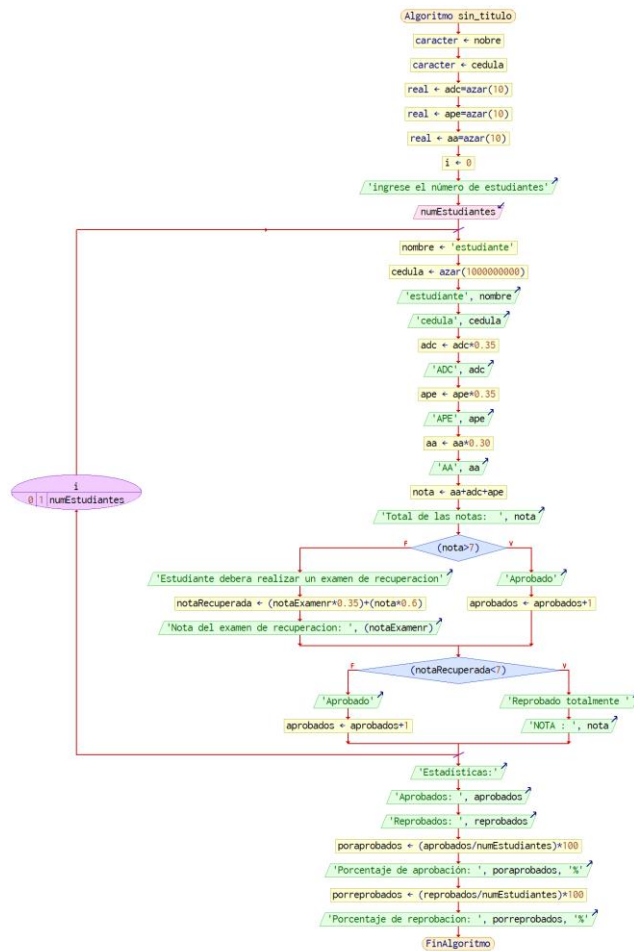 Algoritmo sin_titulo
caracter ← nobre
caracter ← cedula
real ← adc=azar(10)
real ← ape=azar(10)
real ← aa=azar(10)
i ← 0
'ingrese el número de estudiantes'
numEstudiantes
nombre ← 'estudiante'
cedula ← azar(1000000000)
'estudiante', nombre
'cedula', cedula
adc ← adc*0.35
'ADC', adc
ape ← ape*0.35
'APE', ape
aa ← aa*0.30
'AA', aa
i
0 1 numEstudiantes
nota ← aa+adc+ape
'Total de las notas:  ', nota
F (nota>7) V
'Estudiante debera realizar un examen de recuperacion' 'Aprobado'
notaRecuperada ← (notaExamenr*0.35)+(nota*0.6) aprobados ← aprobados+1
'Nota del examen de recuperacion: ', (notaExamenr)
F (notaRecuperada<7) V
'Aprobado' 'Reprobado totalmente '
aprobados ← aprobados+1 'NOTA : ', nota
'Estadísticas:'
'Aprobados: ', aprobados
'Reprobados: ', reprobados
poraprobados ← (aprobados/numEstudiantes)*100
'Porcentaje de aprobación: ', poraprobados, '%'
porreprobados ← (reprobados/numEstudiantes)*100
'Porcentaje de reprobacion: ', porreprobados, '%'
FinAlgoritmo